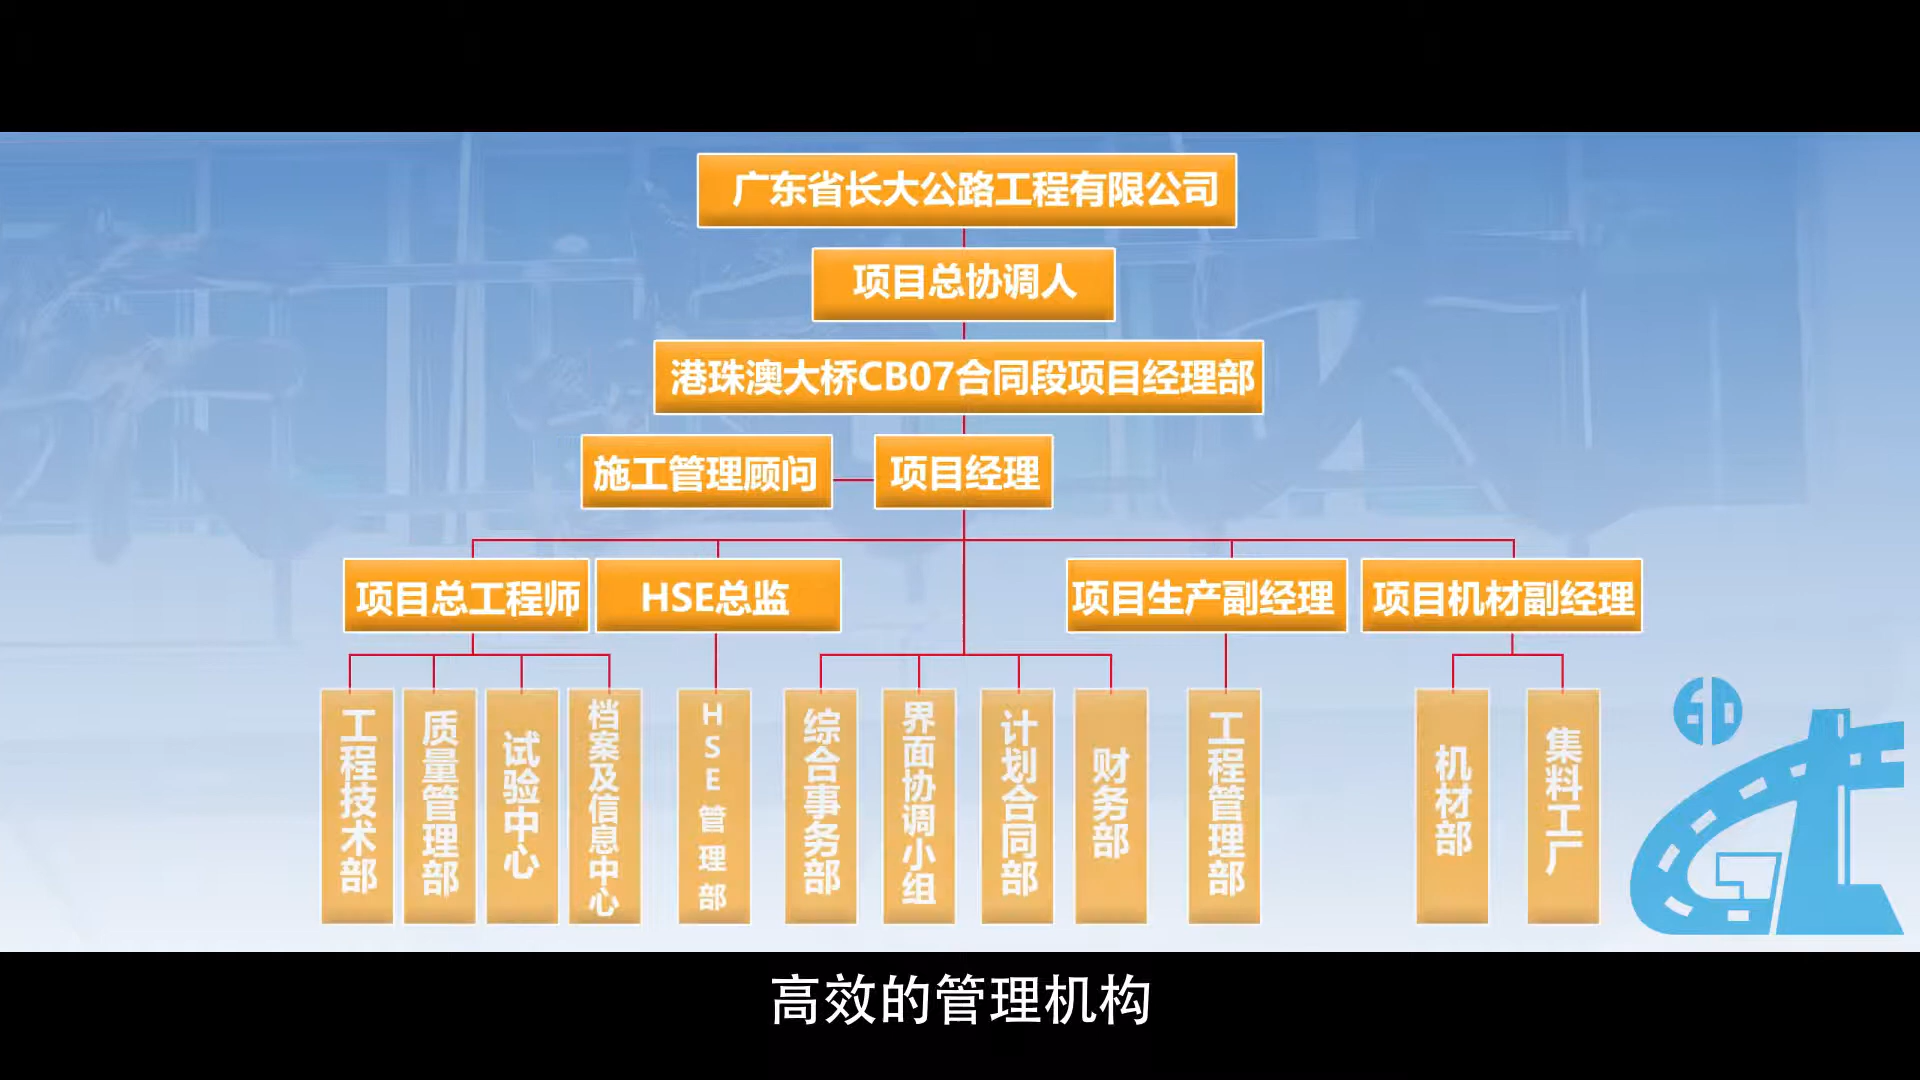 广东省长大公路工程有限公司
项目总协调人
港珠澳大桥CB07合同段项目经理部
施工管理顾问
项目经理
项目总工程师
HSE总监
项目生产副经理
项目机材副经理
工程技术部
质量管理部
试验中心
档案及信息中心
HSE管理部
综合事务部
界面协调小组
计划合同部
财务部
工程管理部
机材部
集料工厂
高效的管理机构